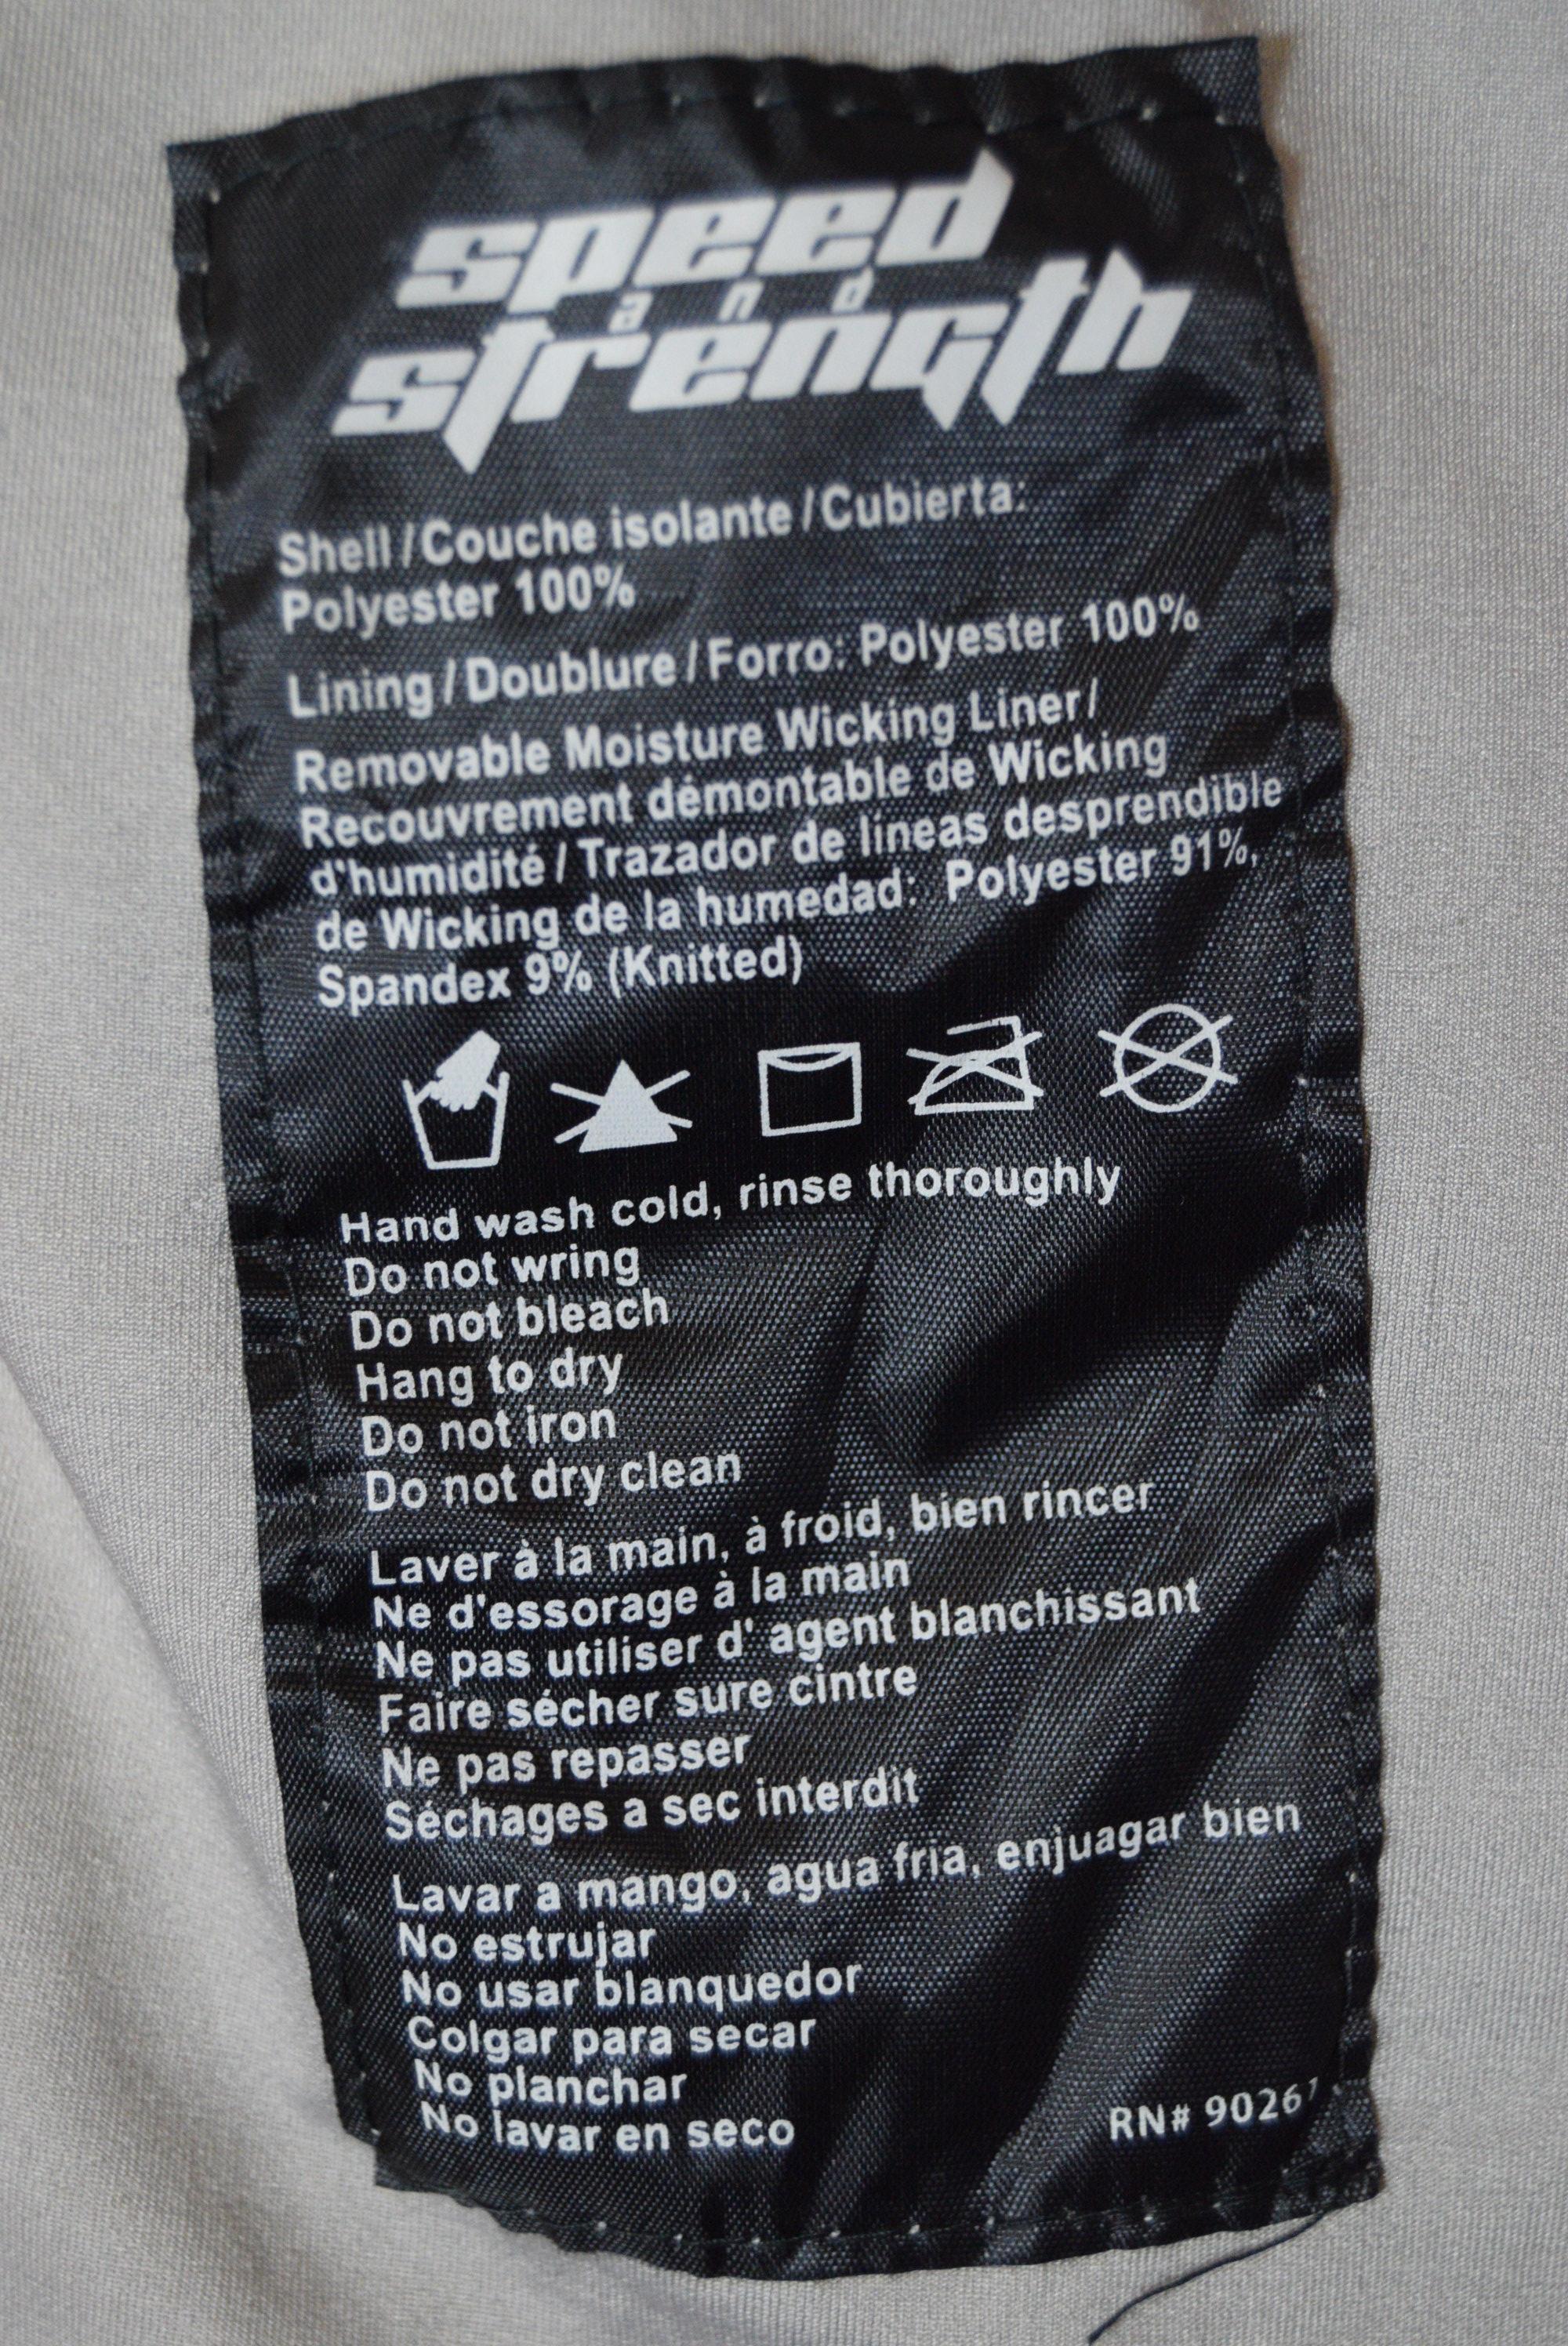 speed
and
strength
Shell / Couche isolante / Cubierta:
Polyester 100%
Lining / Doublure / Forro: Polyester 100%
Removable Moisture Wicking Liner /
Recouvrement démontable de Wicking
d'humidité / Trazador de líneas desprendible
de Wicking de la humedad: Polyester 91%,
Spandex 9% (Knitted)
Hand wash cold, rinse thoroughly
Do not wring
Do not bleach
Hang to dry
Do not iron
Do not dry clean
Laver à la main, à froid, bien rincer
Ne d'essorage à la main
Ne pas utiliser d' agent blanchissant
Faire sécher sure cintre
Ne pas repasser
Séchages a sec interdit
Lavar a mango, agua fria, enjuagar bien
No estrujar
No usar blanquedor
Colgar para secar
No planchar
No lavar en seco
RN#